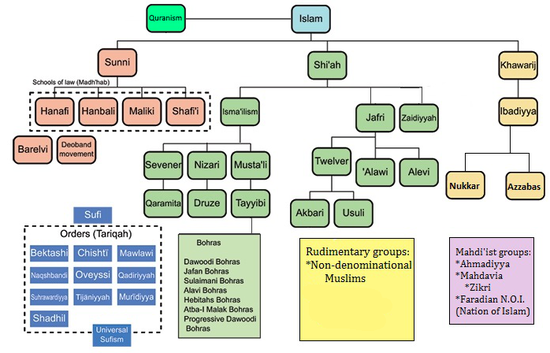 Quranism
Islam
Sunni
Shi'ah
Khawarij
Schools of law (Madh'hab)
Hanafi
Hanbali
Maliki
Shafi'i
Isma'ilism
Jafri
Zaidiyyah
Ibadiyya
Barelvi
Deoband
movement
Sevener
Nizari
Musta'li
Twelver
'Alawi
Alevi
Nukkar
Azzabas
Qaramita
Druze
Tayyibi
Akbari
Usuli
Sufi
Orders (Tariqah)
Bektashi
Chishti
Mawlawi
Naqshbandi
Oveyssi
Qadiriyyah
Suhrawardiyya
Tijāniyyah
Murīdiyya
Shadhil
Universal
Sufism
Bohras
Dawoodi Bohras
Jafan Bohras
Sulaimani Bohras
Alavi Bohras
Hebitahs Bohras
Atba-I Malak Bohras
Progressive Dawoodi
Bohras
Rudimentary groups:
*Non-denominational
Muslims
Mahdi'ist groups:
*Ahmadiyya
*Mahdavia
*Zikri
*Faradian N.O.I.
(Nation of Islam)